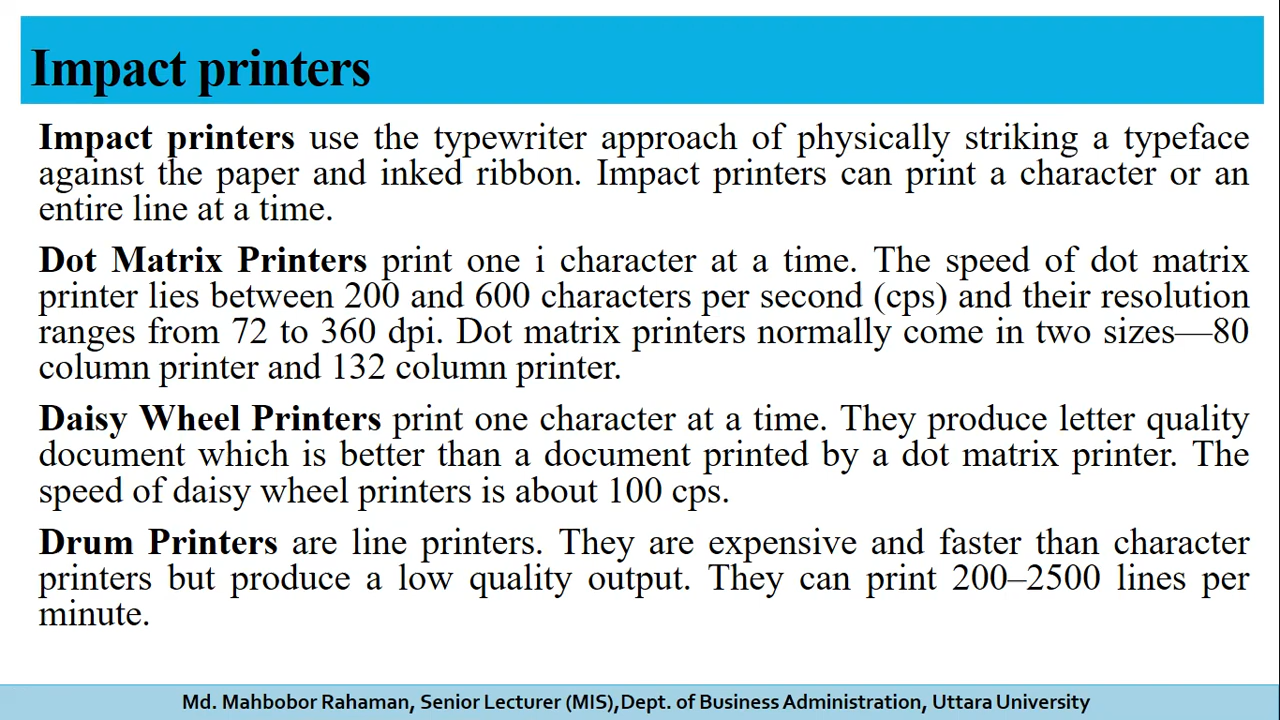 Impact printers
Impact printers use the typewriter approach of physically striking a typeface
against the paper and inked ribbon. Impact printers can print a character or an
entire line at a time.
Dot Matrix Printers print one i character at a time. The speed of dot matrix
printer lies between 200 and 600 characters per second (cps) and their resolution
ranges from 72 to 360 dpi. Dot matrix printers normally come in two sizes—80
column printer and 132 column printer.
Daisy Wheel Printers print one character at a time. They produce letter quality
document which is better than a document printed by a dot matrix printer. The
speed of daisy wheel printers is about 100 cps.
Drum Printers are line printers. They are expensive and faster than character
printers but produce a low quality output. They can print 200–2500 lines per
minute.
Md. Mahbobor Rahaman, Senior Lecturer (MIS),Dept. of Business Administration, Uttara University